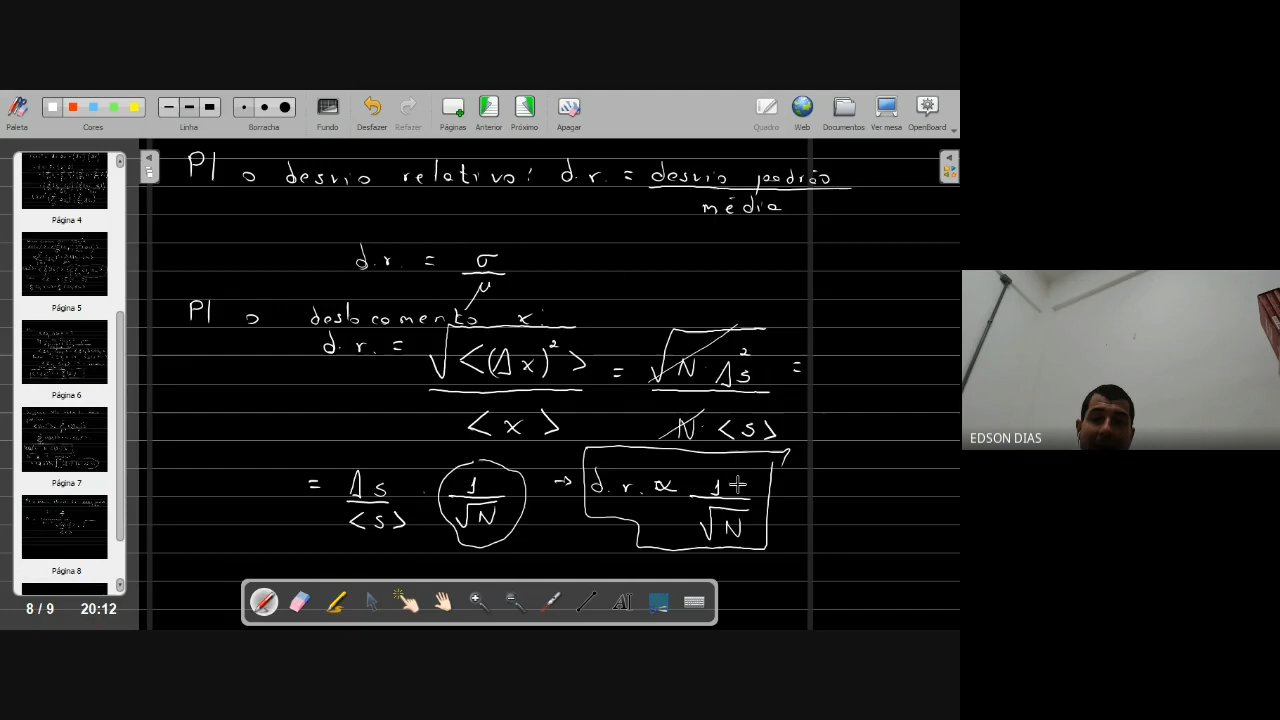 Paleta Cores Linha Borracha Fundo Desfazer Refazer Páginas Anterior Próximo Apagar Quadro Web Documentos Ver mesa OpenBoard
P/ o desvio relativo: d.r. = desvio padrão / média
d.r. = σ / μ
P/ o deslocamento x:
d.r. = √<(Δx)²> / <x> = √N · Δs² / N · <s> =
= Δs / <s> · 1 / √N → d.r. ∝ 1 / √N
Página 4
Página 5
Página 6
Página 7
Página 8
8 / 9 20:12
EDSON DIAS